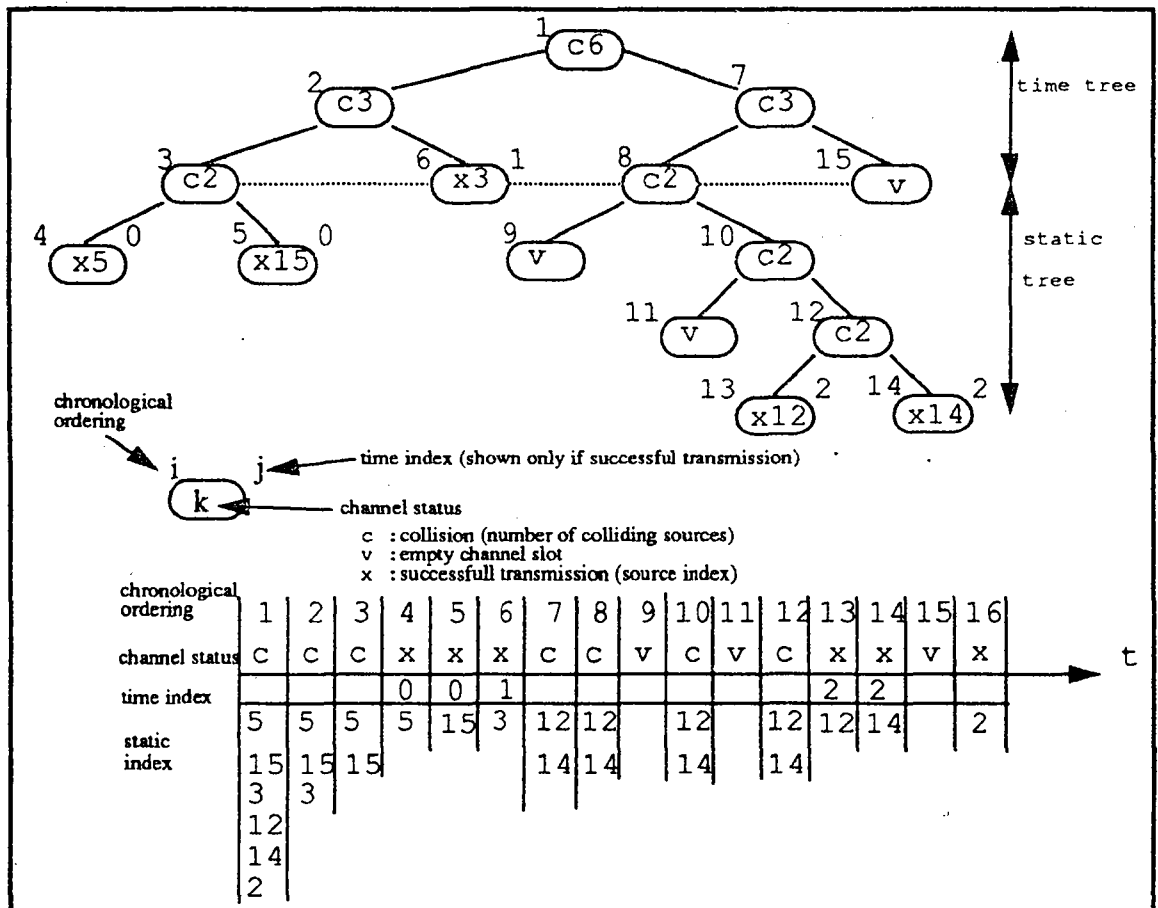 1
c6
2
7
c3
c3
time tree
3
6
1
8
15
c2
x3
c2
v
4
0
5
0
9
10
static
x5
x15
v
c2
tree
11
12
v
c2
13
2
14
2
x12
x14
chronological
ordering
i
j
time index (shown only if successful transmission)
k
channel status
c : collision (number of colliding sources)
v : empty channel slot
x : successfull transmission (source index)
chronological
ordering
1 2 3 4 5 6 7 8 9 10 11 12 13 14 15 16
channel status c c c x x x c c v c v c x x v x
t
time index 0 0 1 2 2
5 5 5 5 15 3 12 12 12 12 12 14 2
static
index
15 15 15 14 14 14 14
3 3
12
14
2